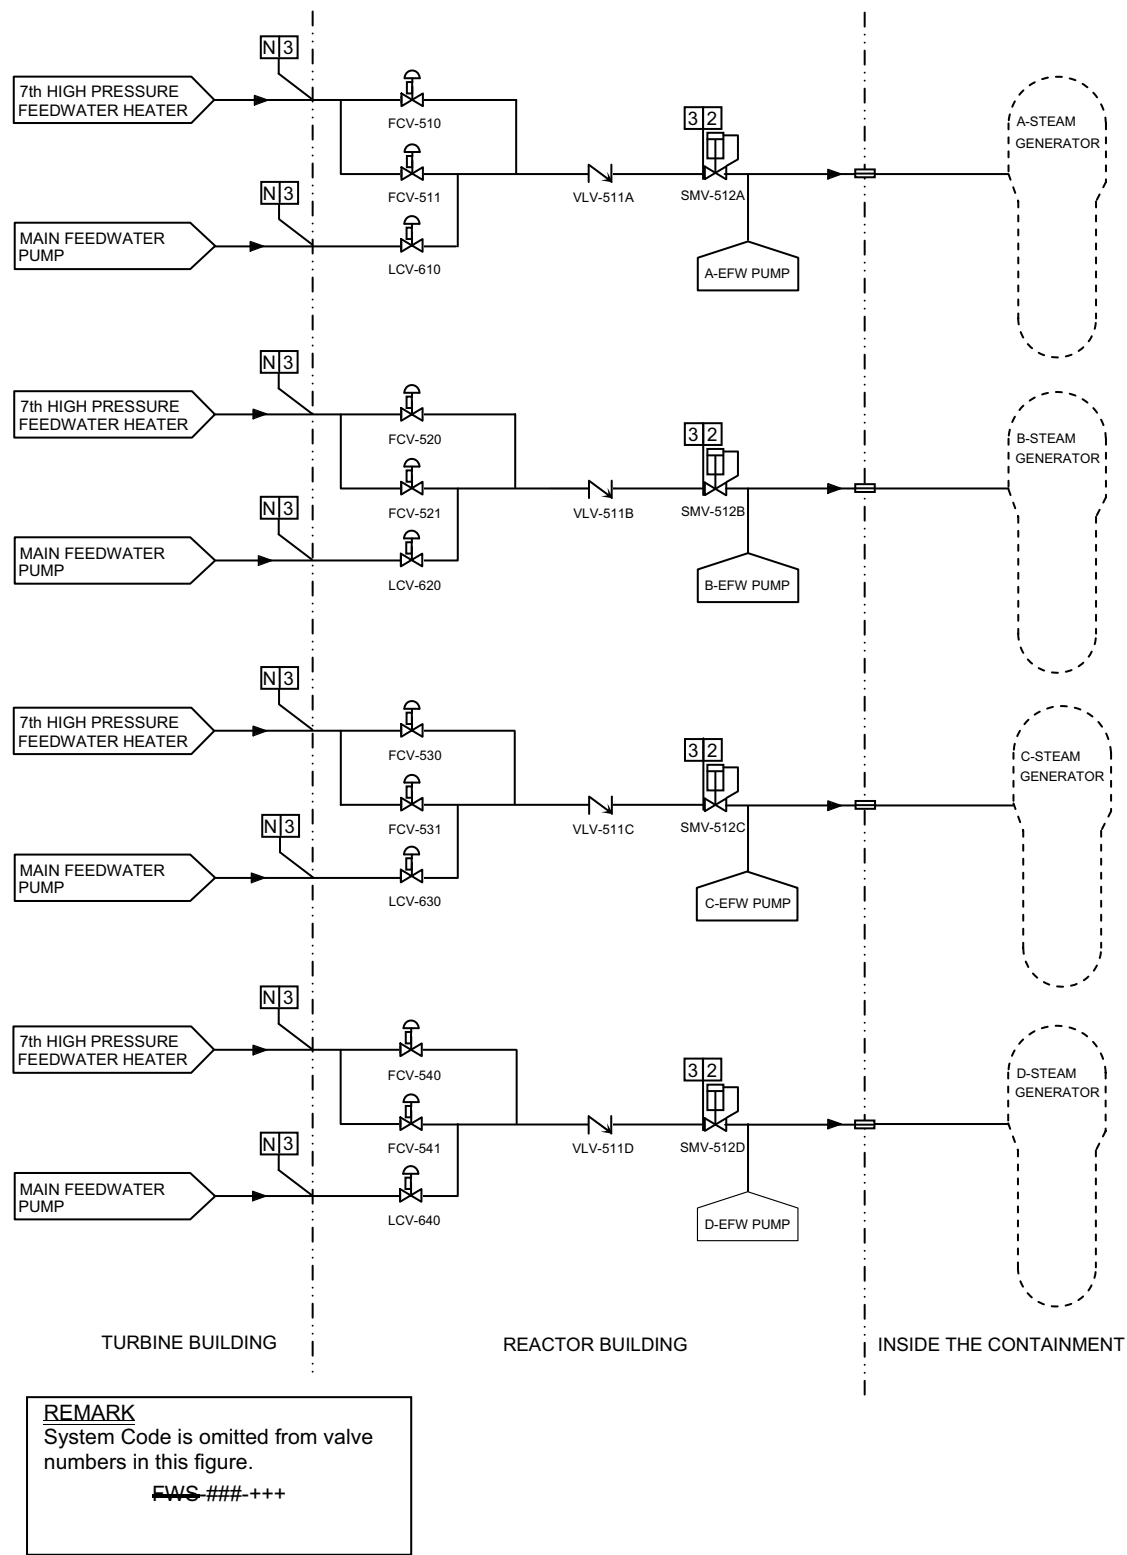 N 3
7th HIGH PRESSURE
FEEDWATER HEATER
FCV-510
3 2
A-STEAM
GENERATOR
N 3
FCV-511
VLV-511A
SMV-512A
MAIN FEEDWATER
PUMP
LCV-610
A-EFW PUMP
N 3
7th HIGH PRESSURE
FEEDWATER HEATER
FCV-520
3 2
B-STEAM
GENERATOR
N 3
FCV-521
VLV-511B
SMV-512B
MAIN FEEDWATER
PUMP
LCV-620
B-EFW PUMP
N 3
7th HIGH PRESSURE
FEEDWATER HEATER
FCV-530
3 2
C-STEAM
GENERATOR
N 3
FCV-531
VLV-511C
SMV-512C
MAIN FEEDWATER
PUMP
LCV-630
C-EFW PUMP
N 3
7th HIGH PRESSURE
FEEDWATER HEATER
FCV-540
3 2
D-STEAM
GENERATOR
N 3
FCV-541
VLV-511D
SMV-512D
MAIN FEEDWATER
PUMP
LCV-640
D-EFW PUMP
TURBINE BUILDING
REACTOR BUILDING
INSIDE THE CONTAINMENT
REMARK
System Code is omitted from valve
numbers in this figure.
FWS-###-+++